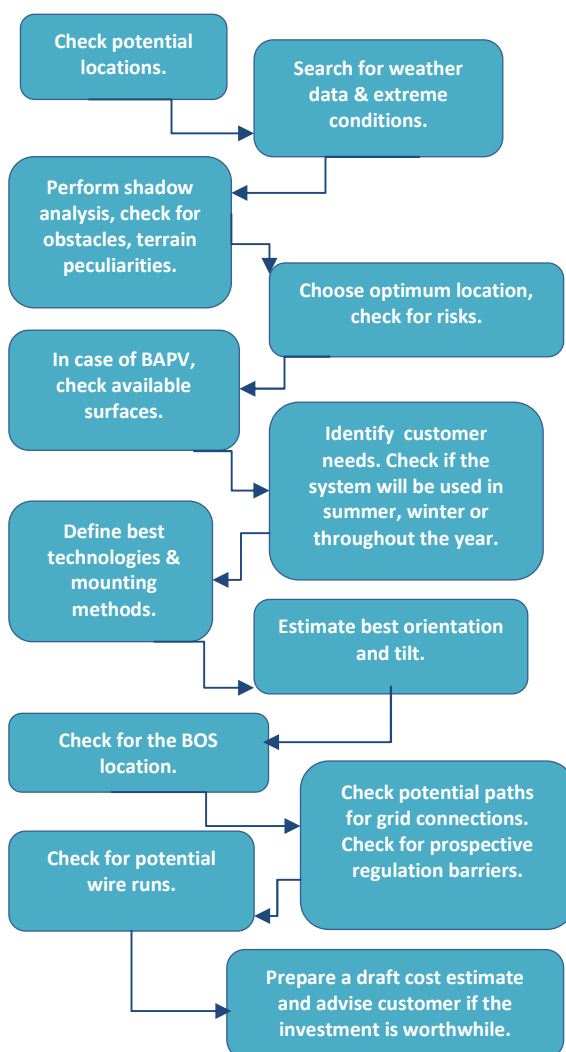 Check potential
locations.
Search for weather
data & extreme
conditions.
Perform shadow
analysis, check for
obstacles, terrain
peculiarities.
Choose optimum location,
check for risks.
In case of BAPV,
check available
surfaces.
Identify customer
needs. Check if the
system will be used in
summer, winter or
throughout the year.
Define best
technologies &
mounting
methods.
Estimate best orientation
and tilt.
Check for the BOS
location.
Check potential paths
for grid connections.
Check for prospective
regulation barriers.
Check for potential
wire runs.
Prepare a draft cost estimate
and advise customer if the
investment is worthwhile.